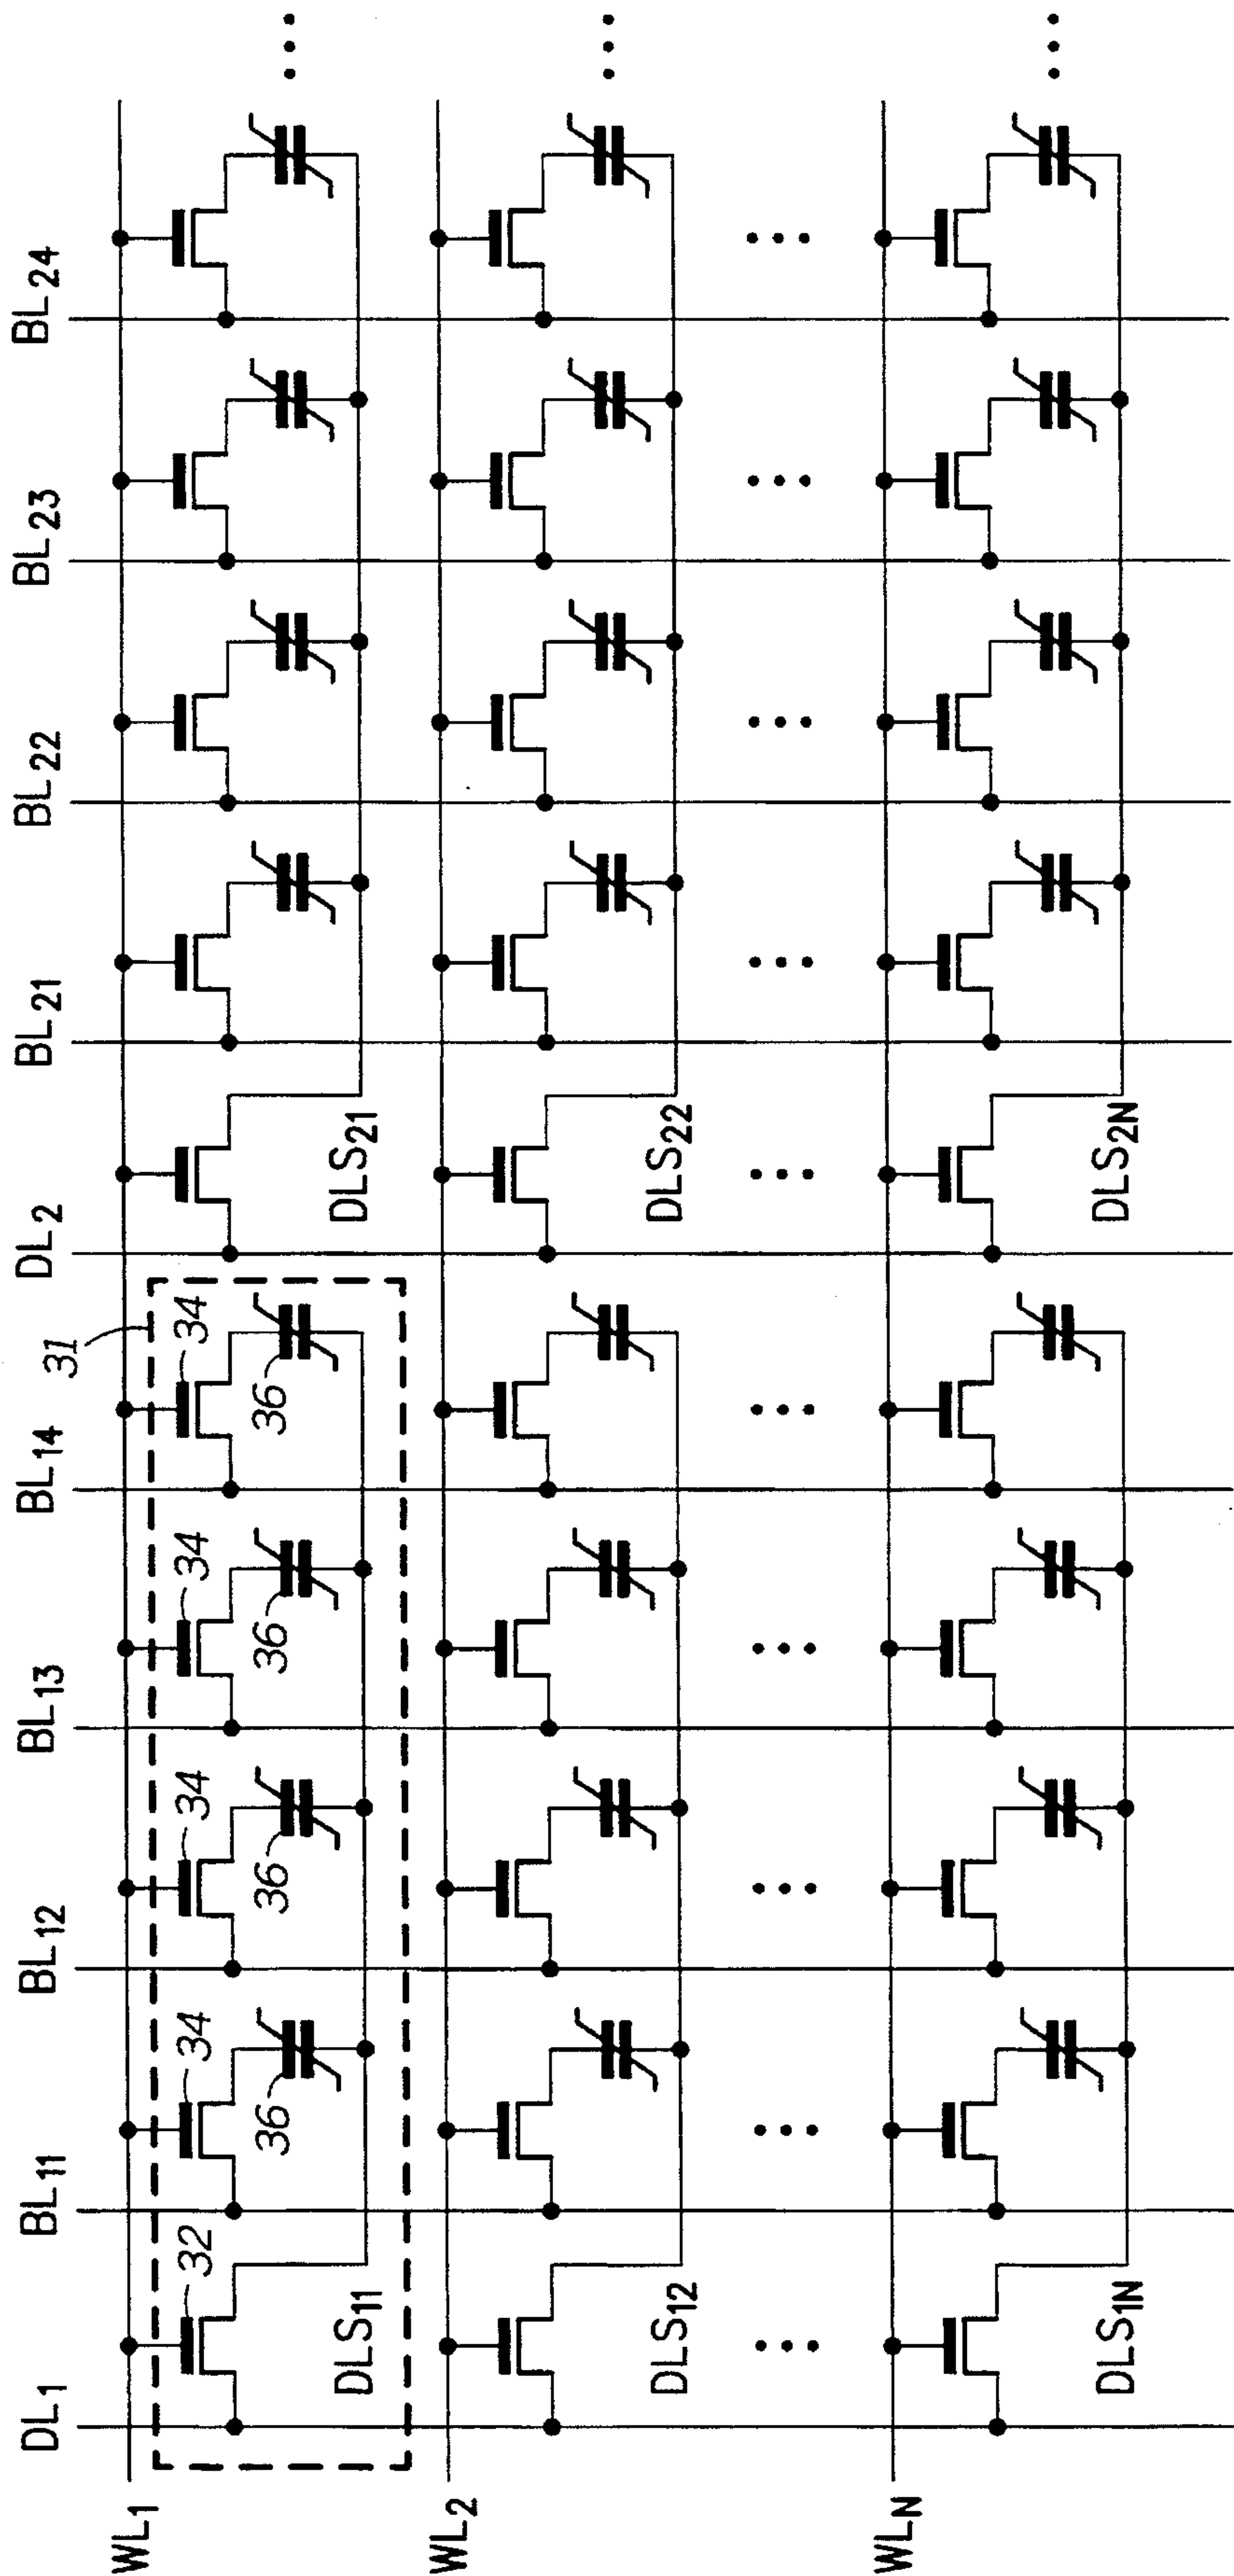 DL1 BL11 BL12 BL13 BL14 DL2 BL21 BL22 BL23 BL24
31
WL1
32 34 34 34 34
36 36 36 36
DLS11 DLS21
WL2
DLS12 DLS22
WLN
DLS1N DLS2N